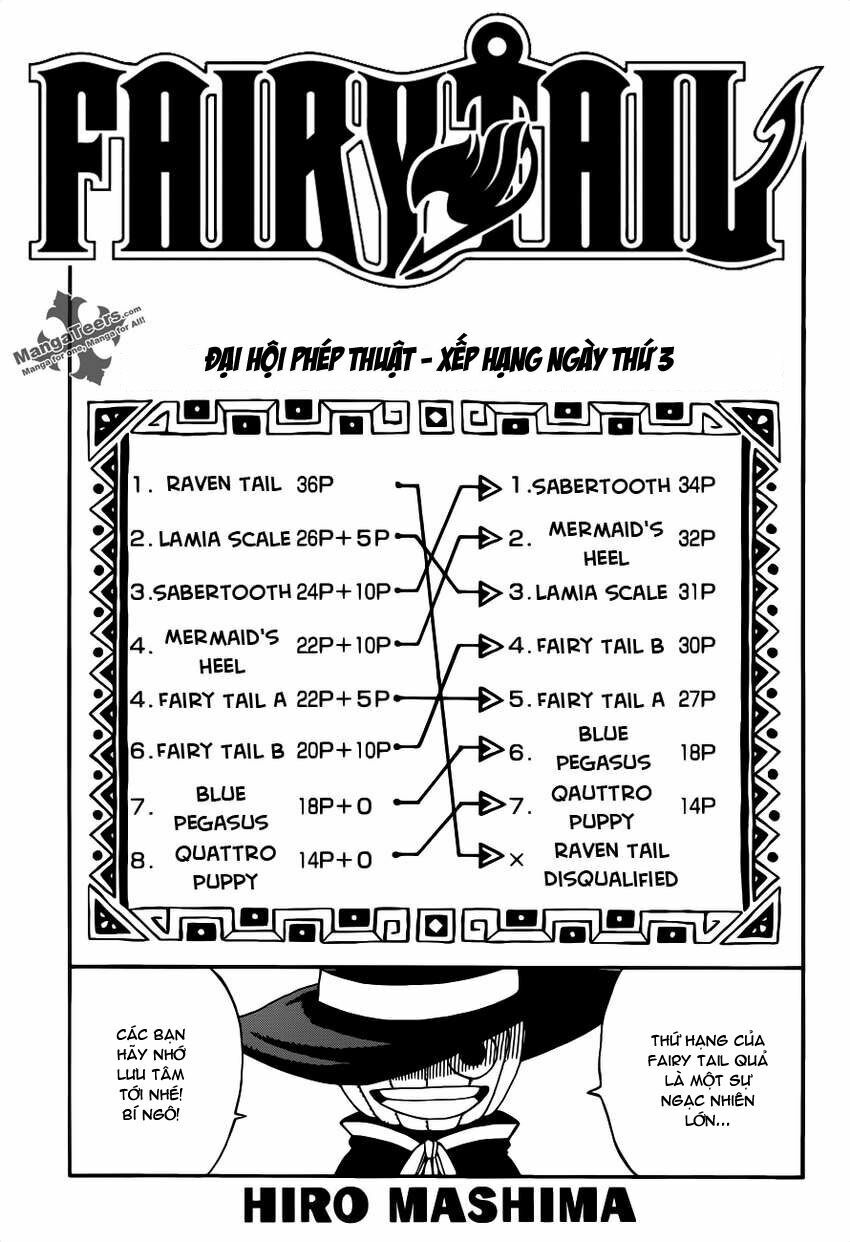 FAIRY TAIL
MangaTeers.com
Manga for one, Manga for All!
ĐẠI HỘI PHÉP THUẬT - XẾP HẠNG NGÀY THỨ 3
1. RAVEN TAIL 36P
1. SABERTOOTH 34P
2. LAMIA SCALE 26P+5P
2. MERMAID'S
HEEL 32P
3. SABERTOOTH 24P+10P
3. LAMIA SCALE 31P
4. MERMAID'S
HEEL 22P+10P
4. FAIRY TAIL B 30P
4. FAIRY TAIL A 22P+5P
5. FAIRY TAIL A 27P
6. FAIRY TAIL B 20P+10P
6. BLUE
PEGASUS 18P
7. BLUE
PEGASUS 18P+0
7. QAUTTRO
PUPPY 14P
8. QUATTRO
PUPPY 14P+0
× RAVEN TAIL
DISQUALIFIED
THỨ HẠNG CỦA
FAIRY TAIL QUẢ
LÀ MỘT SỰ
NGẠC NHIÊN
LỚN...
CÁC BẠN
HÃY NHỚ
LƯU TÂM
TỚI NHÉ!
BÍ NGÔ!
HIRO MASHIMA